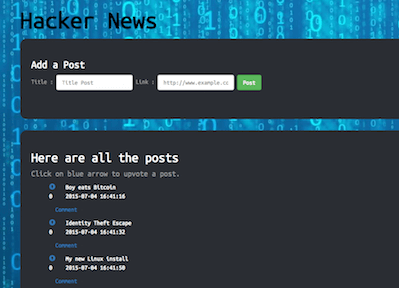 Hacker News
Add a Post
Title : Title Post Link : http://www.example.co Post
Here are all the posts
Click on blue arrow to upvote a post.
Boy eats Bitcoin
0 2015-07-04 16:41:16
Comment
Identity Theft Escape
0 2015-07-04 16:41:32
Comment
My new Linux install
0 2015-07-04 16:41:50
Comment